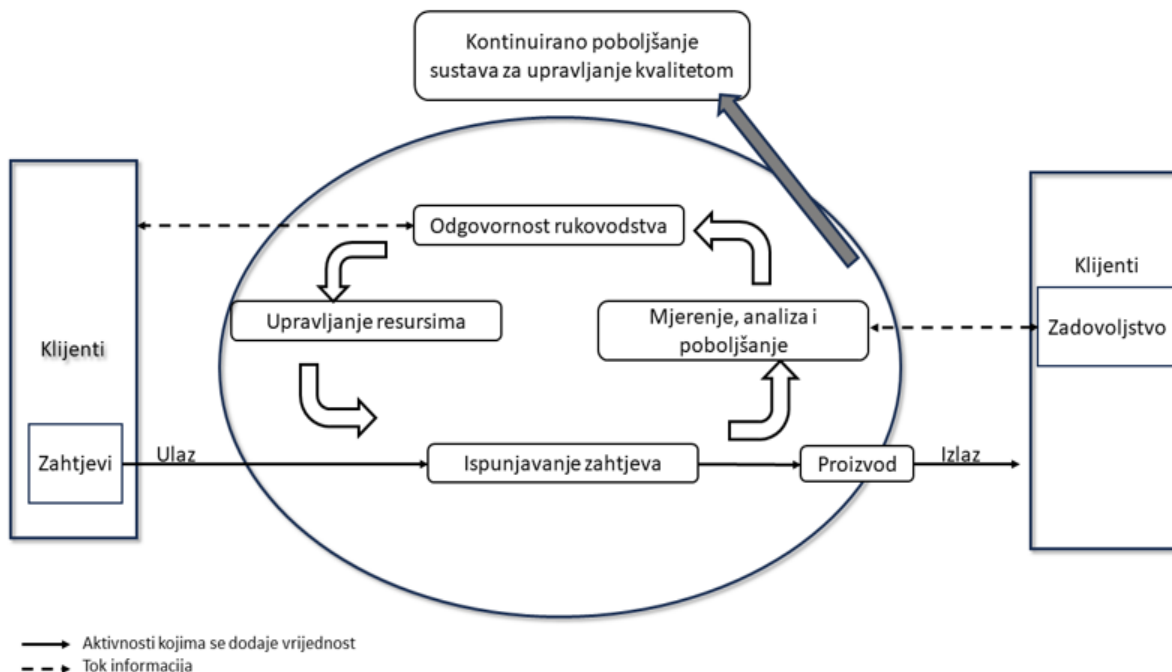 Kontinuirano poboljšanje
sustava za upravljanje kvalitetom
Odgovornost rukovodstva
Klijenti
Upravljanje resursima
Mjerenje, analiza i
poboljšanje
Zadovoljstvo
Klijenti
Zahtjevi
Ulaz
Ispunjavanje zahtjeva
Proizvod
Izlaz
Aktivnosti kojima se dodaje vrijednost
Tok informacija